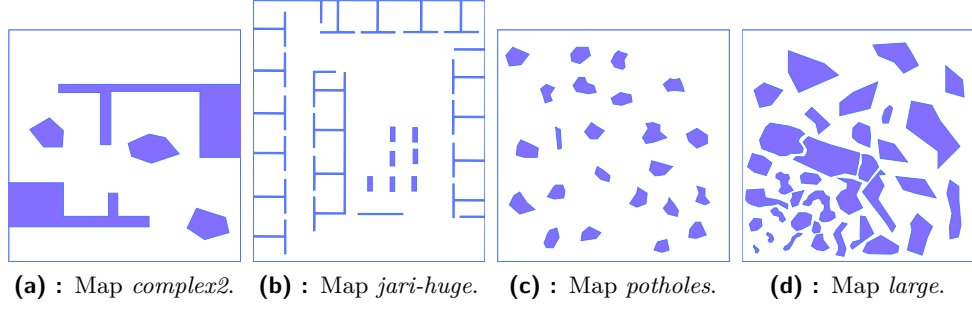 (a) : Map complex2.
(b) : Map jari-huge.
(c) : Map potholes.
(d) : Map large.